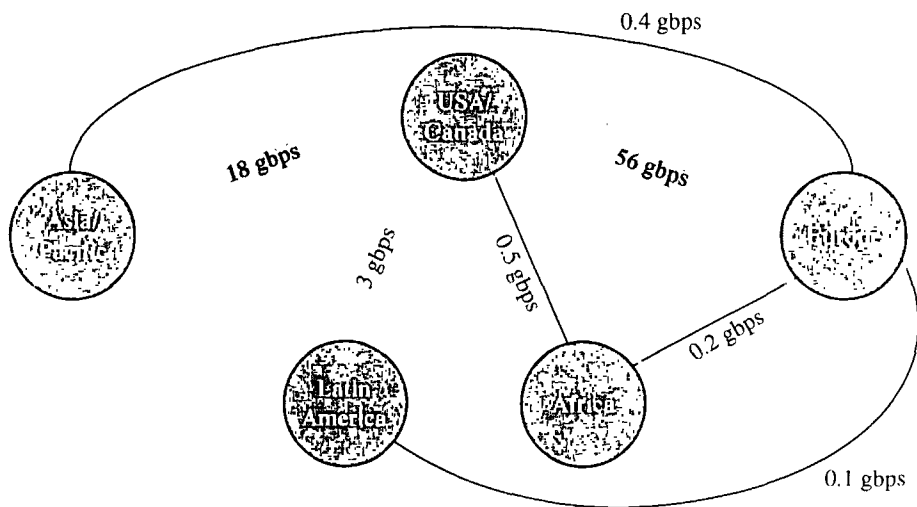 0.4 gbps
USA/
Canada
18 gbps
56 gbps
Asia/
Pacific
Europe
3 gbps
0.5 gbps
0.2 gbps
Latin
America
Africa
0.1 gbps